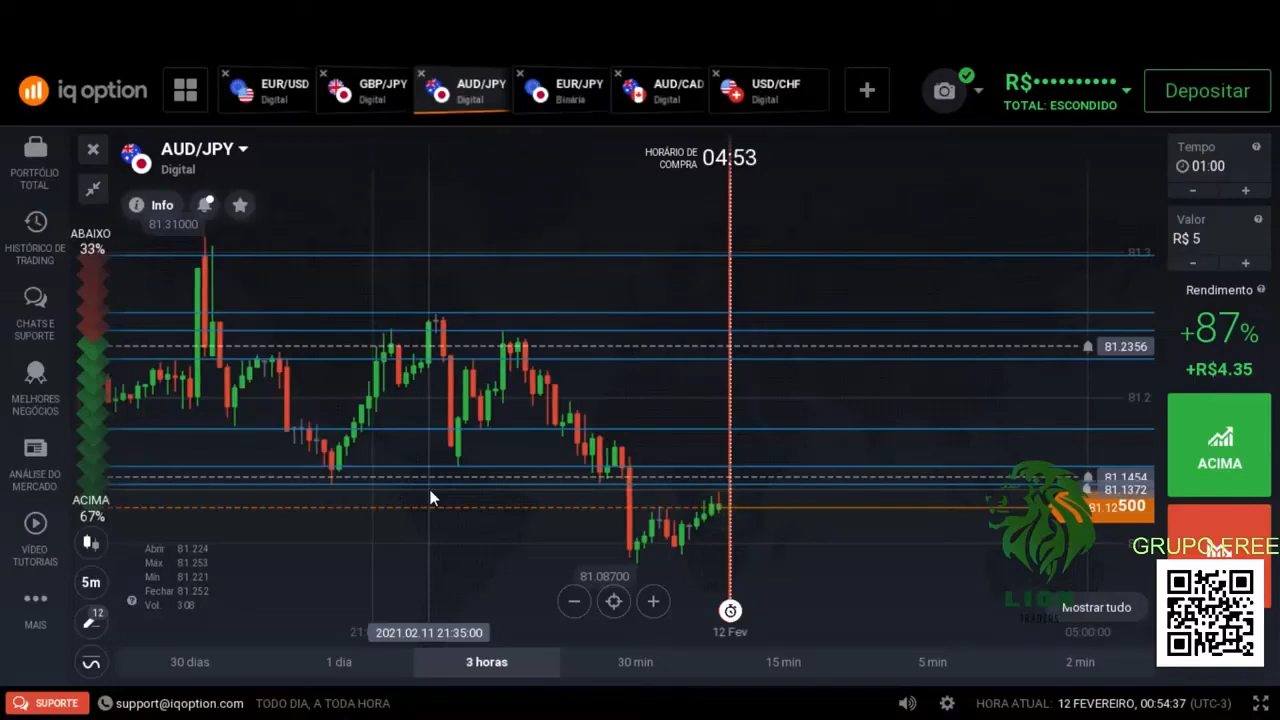 iq option
EUR/USD
Digital
GBP/JPY
Digital
AUD/JPY
Digital
EUR/JPY
Binária
AUD/CAD
Digital
USD/CHF
Digital
R$••••••••••
TOTAL: ESCONDIDO
Depositar
PORTFÓLIO
TOTAL
HISTÓRICO DE
TRADING
CHATS E
SUPORTE
MELHORES
NEGÓCIOS
ANÁLISE DO
MERCADO
VÍDEO
TUTORIAIS
MAIS
AUD/JPY
Digital
Info
81.31000
ABAIXO
33%
ACIMA
67%
HORÁRIO DE
COMPRA
04:53
81.3
81.2356
81.2
81.1454
81.1372
81.12500
81.08700
Abrir 81.224
Máx 81.253
Mín 81.221
Fechar 81.252
Vol. 308
5m
12
2021.02.11 21:35:00
12 Fev
05:00:00
Mostrar tudo
LION
TRADERS
30 dias
1 dia
3 horas
30 min
15 min
5 min
2 min
Tempo
01:00
Valor
R$ 5
Rendimento
+87%
+R$4.35
ACIMA
GRUPO FREE
SUPORTE
support@iqoption.com
TODO DIA, A TODA HORA
HORA ATUAL: 12 FEVEREIRO, 00:54:37 (UTC-3)